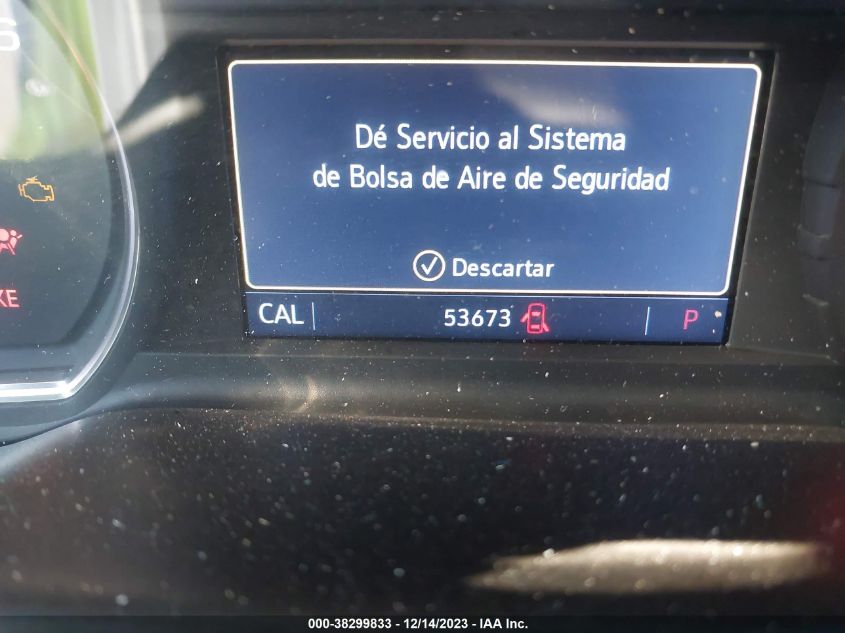 Dé Servicio al Sistema
de Bolsa de Aire de Seguridad
Descartar
CAL 53673 P
000-38299833 - 12/14/2023 - IAA Inc.